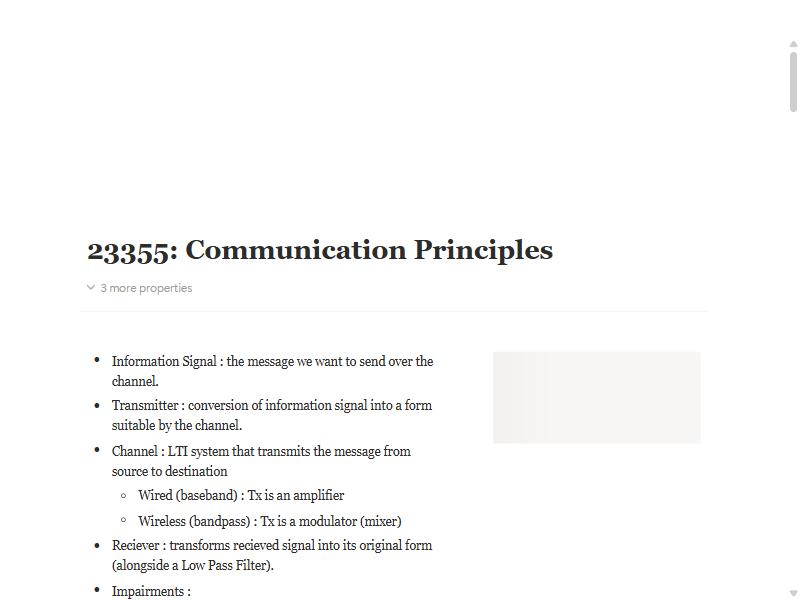 23355: Communication Principles
3 more properties
• Information Signal : the message we want to send over the
channel.
• Transmitter : conversion of information signal into a form
suitable by the channel.
• Channel : LTI system that transmits the message from
source to destination
◦ Wired (baseband) : Tx is an amplifier
◦ Wireless (bandpass) : Tx is a modulator (mixer)
• Reciever : transforms recieved signal into its original form
(alongside a Low Pass Filter).
• Impairments :